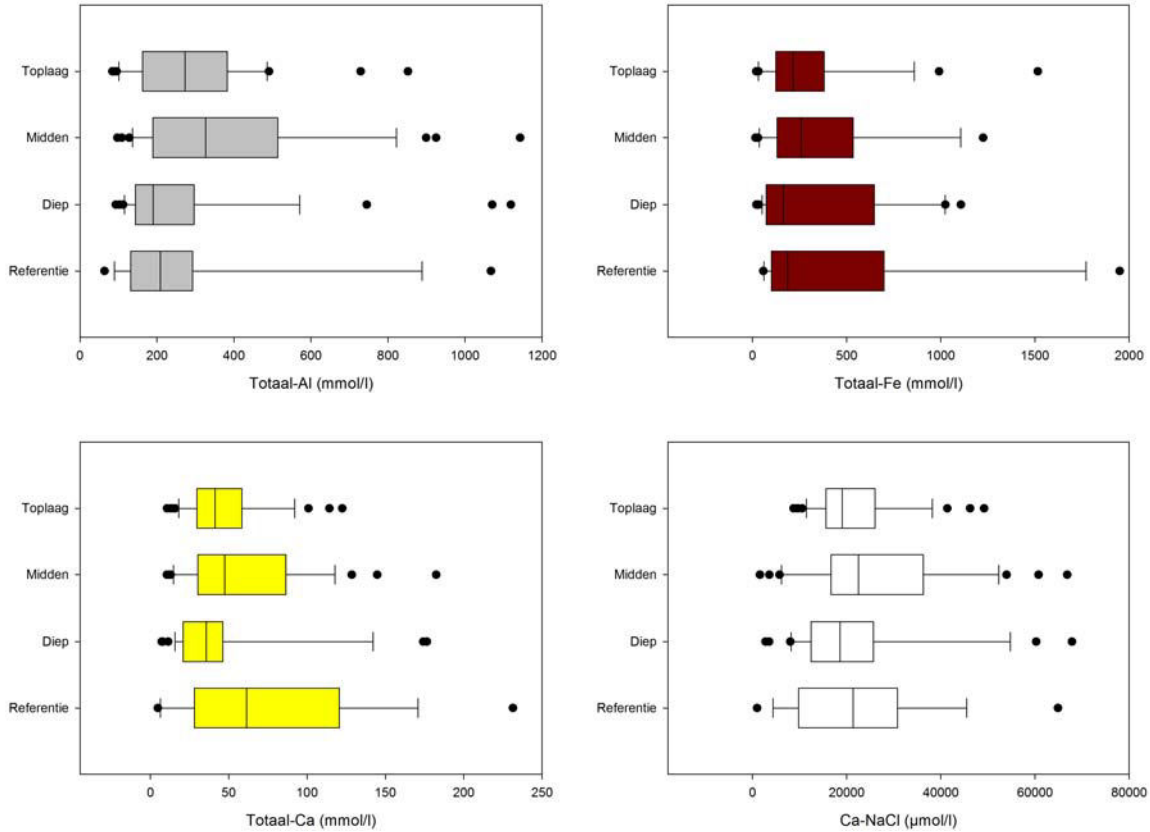 Toplaag
Midden
Diep
Referentie
0 200 400 600 800 1000 1200
Totaal-Al (mmol/l)
Toplaag
Midden
Diep
Referentie
0 500 1000 1500 2000
Totaal-Fe (mmol/l)
Toplaag
Midden
Diep
Referentie
0 50 100 150 200 250
Totaal-Ca (mmol/l)
Toplaag
Midden
Diep
Referentie
0 20000 40000 60000 80000
Ca-NaCl (µmol/l)